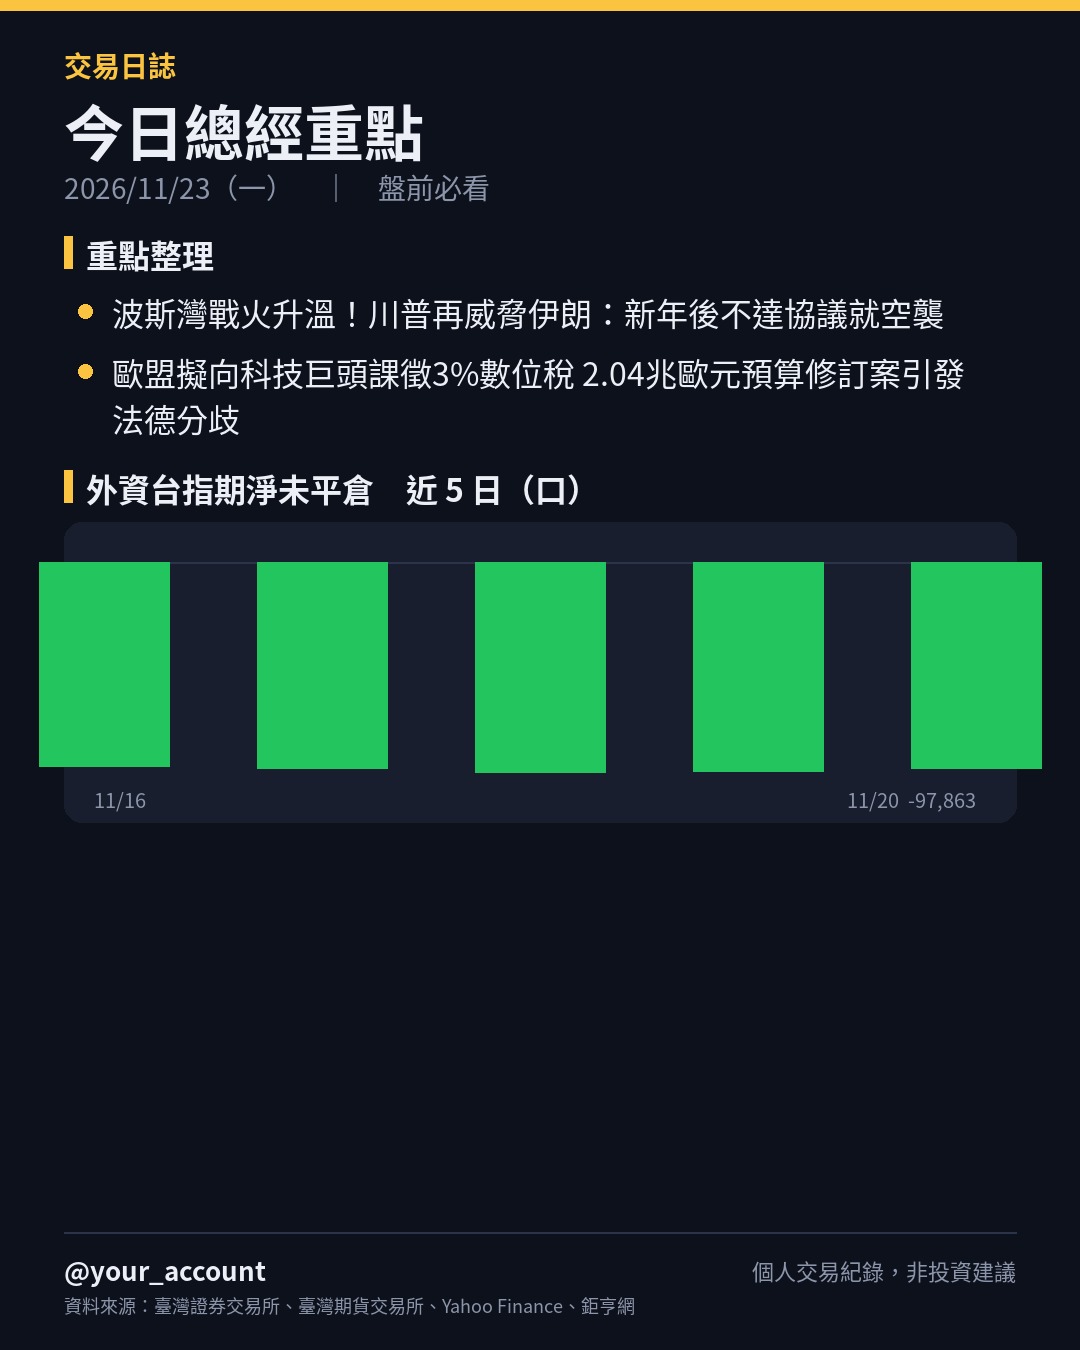 交易日誌
今日總經重點
2026/11/23（一）　｜　盤前必看
重點整理
波斯灣戰火升溫！川普再威脅伊朗：新年後不達協議就空襲
歐盟擬向科技巨頭課徵3%數位稅 2.04兆歐元預算修訂案引發
法德分歧
外資台指期淨未平倉　近 5 日（口）
11/16
11/20 -97,863
@your_account
個人交易紀錄，非投資建議
資料來源：臺灣證券交易所、臺灣期貨交易所、Yahoo Finance、鉅亨網